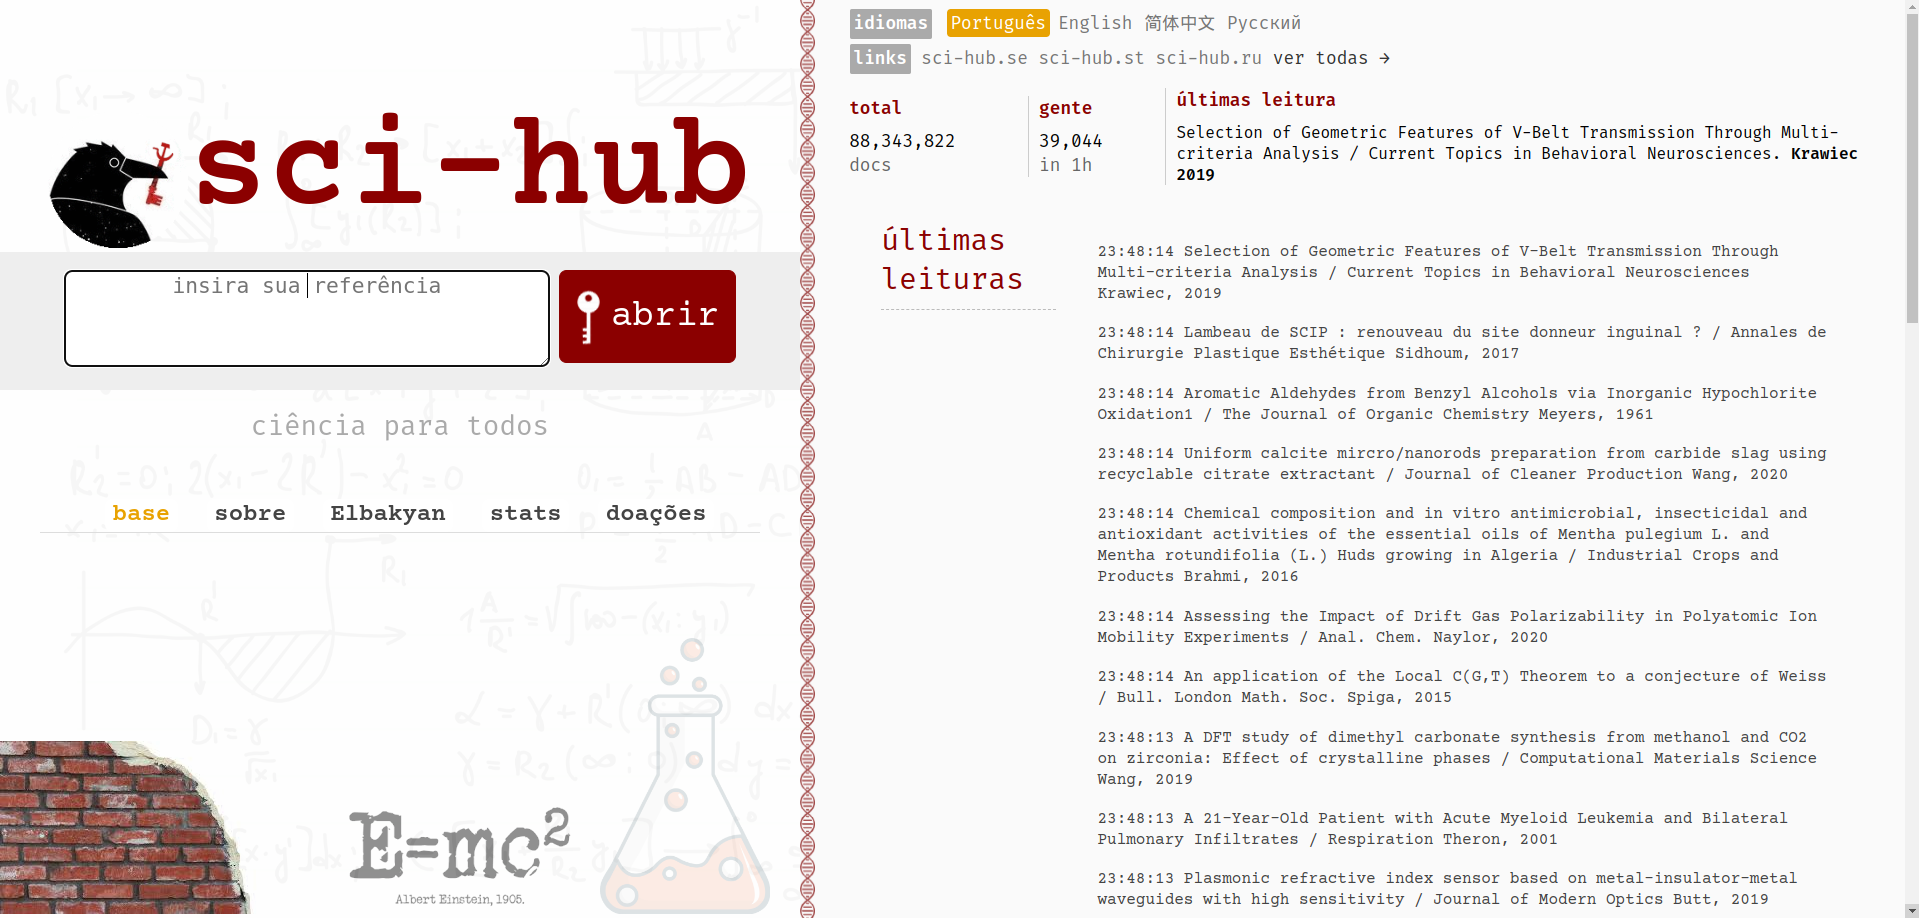 sci-hub
insira sua referência
abrir
ciência para todos
base sobre Elbakyan stats doações
E=mc²
Albert Einstein, 1905.
idiomas Português English 简体中文 Русский
links sci-hub.se sci-hub.st sci-hub.ru ver todas →
total
88,343,822
docs
gente
39,044
in 1h
últimas leitura
Selection of Geometric Features of V-Belt Transmission Through Multi-
criteria Analysis / Current Topics in Behavioral Neurosciences. Krawiec
2019
últimas
leituras
23:48:14 Selection of Geometric Features of V-Belt Transmission Through
Multi-criteria Analysis / Current Topics in Behavioral Neurosciences
Krawiec, 2019
23:48:14 Lambeau de SCIP : renouveau du site donneur inguinal ? / Annales de
Chirurgie Plastique Esthétique Sidhoum, 2017
23:48:14 Aromatic Aldehydes from Benzyl Alcohols via Inorganic Hypochlorite
Oxidation1 / The Journal of Organic Chemistry Meyers, 1961
23:48:14 Uniform calcite mircro/nanorods preparation from carbide slag using
recyclable citrate extractant / Journal of Cleaner Production Wang, 2020
23:48:14 Chemical composition and in vitro antimicrobial, insecticidal and
antioxidant activities of the essential oils of Mentha pulegium L. and
Mentha rotundifolia (L.) Huds growing in Algeria / Industrial Crops and
Products Brahmi, 2016
23:48:14 Assessing the Impact of Drift Gas Polarizability in Polyatomic Ion
Mobility Experiments / Anal. Chem. Naylor, 2020
23:48:14 An application of the Local C(G,T) Theorem to a conjecture of Weiss
/ Bull. London Math. Soc. Spiga, 2015
23:48:13 A DFT study of dimethyl carbonate synthesis from methanol and CO2
on zirconia: Effect of crystalline phases / Computational Materials Science
Wang, 2019
23:48:13 A 21-Year-Old Patient with Acute Myeloid Leukemia and Bilateral
Pulmonary Infiltrates / Respiration Theron, 2001
23:48:13 Plasmonic refractive index sensor based on metal-insulator-metal
waveguides with high sensitivity / Journal of Modern Optics Butt, 2019